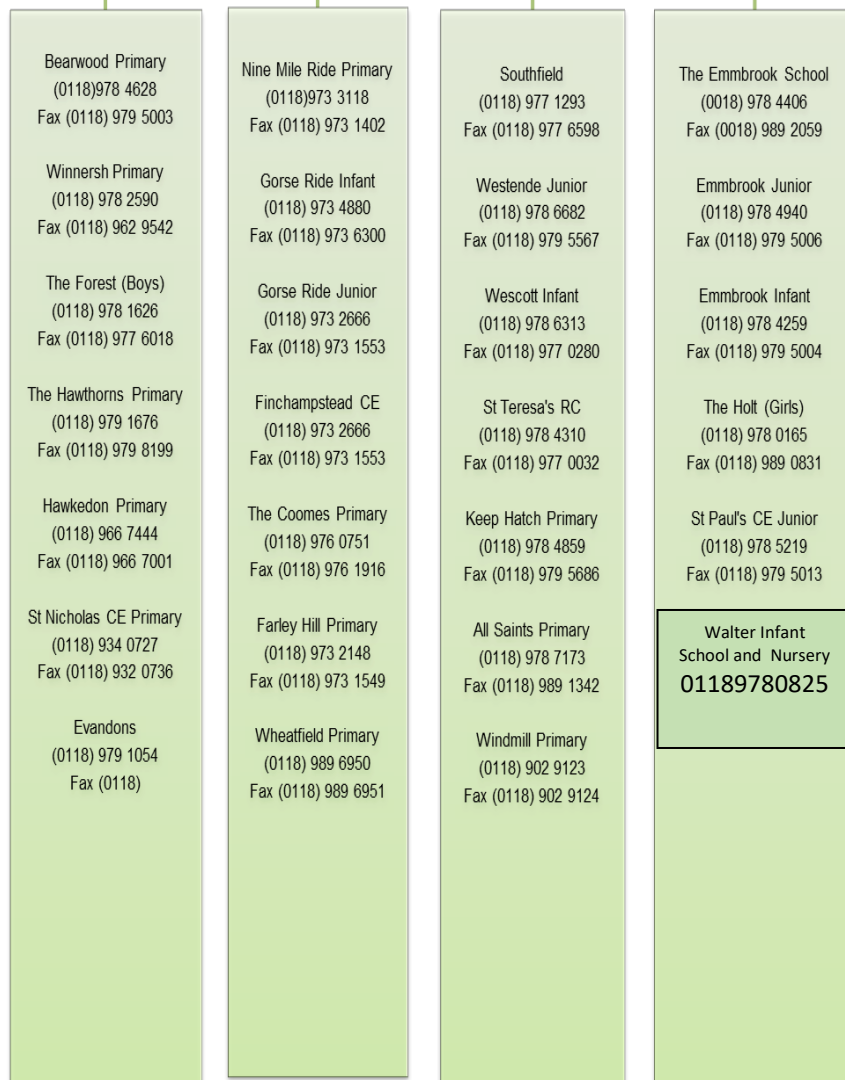 Bearwood Primary
(0118)978 4628
Fax (0118) 979 5003
Winnersh Primary
(0118) 978 2590
Fax (0118) 962 9542
The Forest (Boys)
(0118) 978 1626
Fax (0118) 977 6018
The Hawthorns Primary
(0118) 979 1676
Fax (0118) 979 8199
Hawkedon Primary
(0118) 966 7444
Fax (0118) 966 7001
St Nicholas CE Primary
(0118) 934 0727
Fax (0118) 932 0736
Evandons
(0118) 979 1054
Fax (0118)
Nine Mile Ride Primary
(0118)973 3118
Fax (0118) 973 1402
Gorse Ride Infant
(0118) 973 4880
Fax (0118) 973 6300
Gorse Ride Junior
(0118) 973 2666
Fax (0118) 973 1553
Finchampstead CE
(0118) 973 2666
Fax (0118) 973 1553
The Coomes Primary
(0118) 976 0751
Fax (0118) 976 1916
Farley Hill Primary
(0118) 973 2148
Fax (0118) 973 1549
Wheatfield Primary
(0118) 989 6950
Fax (0118) 989 6951
Southfield
(0118) 977 1293
Fax (0118) 977 6598
Westende Junior
(0118) 978 6682
Fax (0118) 979 5567
Wescott Infant
(0118) 978 6313
Fax (0118) 977 0280
St Teresa's RC
(0118) 978 4310
Fax (0118) 977 0032
Keep Hatch Primary
(0118) 978 4859
Fax (0118) 979 5686
All Saints Primary
(0118) 978 7173
Fax (0118) 989 1342
Windmill Primary
(0118) 902 9123
Fax (0118) 902 9124
The Emmbrook School
(0018) 978 4406
Fax (0018) 989 2059
Emmbrook Junior
(0118) 978 4940
Fax (0118) 979 5006
Emmbrook Infant
(0118) 978 4259
Fax (0118) 979 5004
The Holt (Girls)
(0118) 978 0165
Fax (0118) 989 0831
St Paul's CE Junior
(0118) 978 5219
Fax (0118) 979 5013
Walter Infant
School and Nursery
01189780825